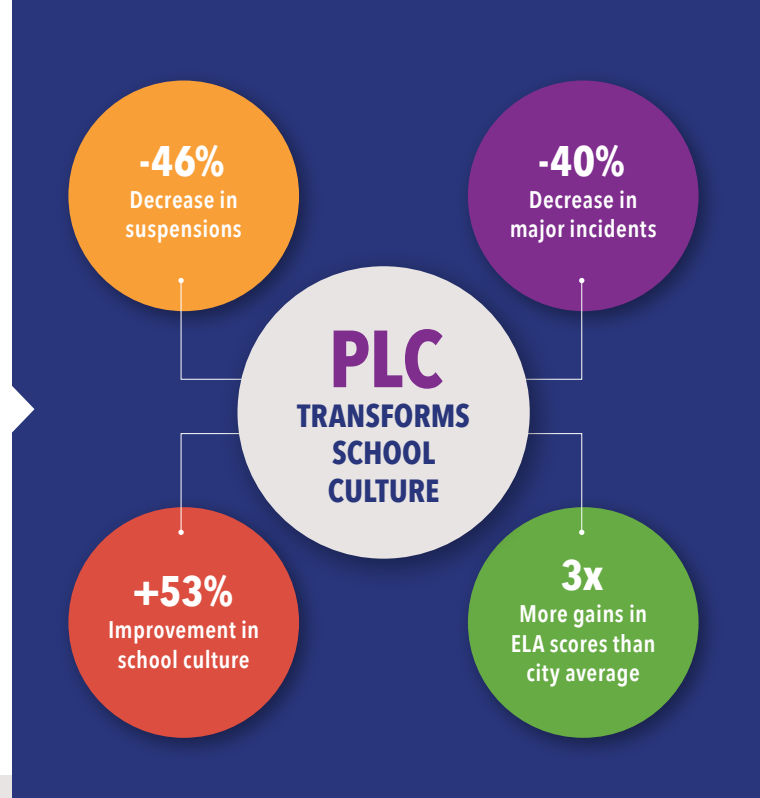 -46%
Decrease in
suspensions
-40%
Decrease in
major incidents
PLC
TRANSFORMS
SCHOOL
CULTURE
+53%
Improvement in
school culture
3x
More gains in
ELA scores than
city average